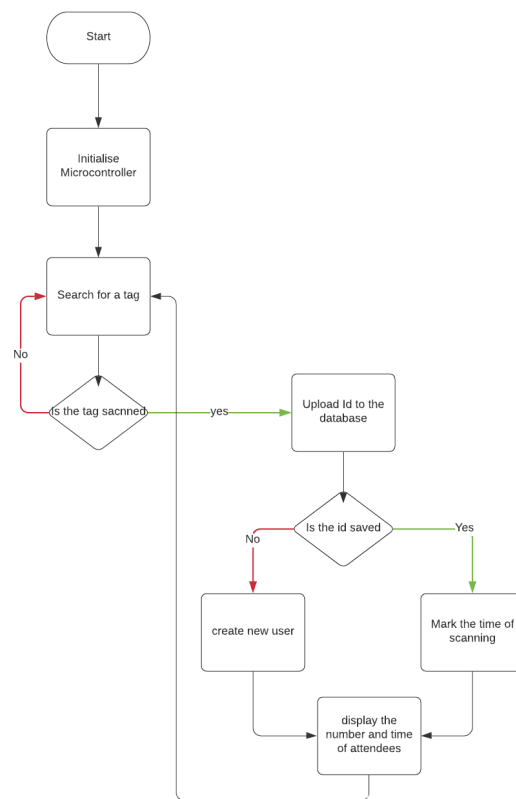 Start
Initialise
Microcontroller
Search for a tag
No
Is the tag sacnned
yes
Upload Id to the
database
Is the id saved
No
Yes
create new user
Mark the time of
scanning
display the
number and time
of attendees